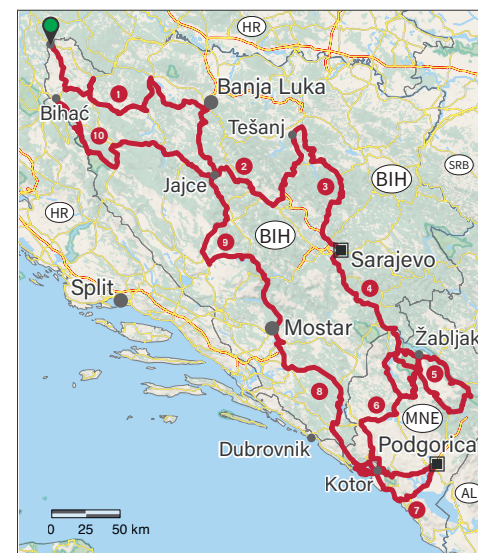 HR
1
Banja Luka
Bihać
Tešanj
10
SRB
2
3
BIH
Jajce
HR
9
BIH
Sarajevo
Split
4
Mostar
Žabljak
5
8
6
MNE
Dubrovnik
Podgorica
Kotor
AL
7
0 25 50 km